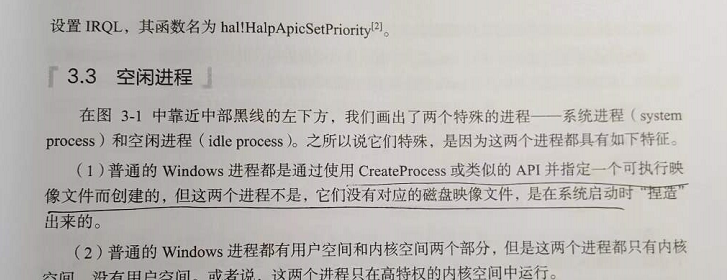 设置 IRQL，其函数名为 hal!HalpApicSetPriority[2]。
「 3.3 空闲进程 」
在图 3-1 中靠近中部黑线的左下方，我们画出了两个特殊的进程——系统进程（system
process）和空闲进程（idle process）。之所以说它们特殊，是因为这两个进程都具有如下特征。
（1）普通的 Windows 进程都是通过使用 CreateProcess 或类似的 API 并指定一个可执行映
像文件而创建的，但这两个进程不是，它们没有对应的磁盘映像文件，是在系统启动时“捏造”
出来的。
（2）普通的 Windows 进程都有用户空间和内核空间两个部分，但是这两个进程都只有内核
空间，没有用户空间。或者说，这两个进程只在高特权的内核空间中运行。